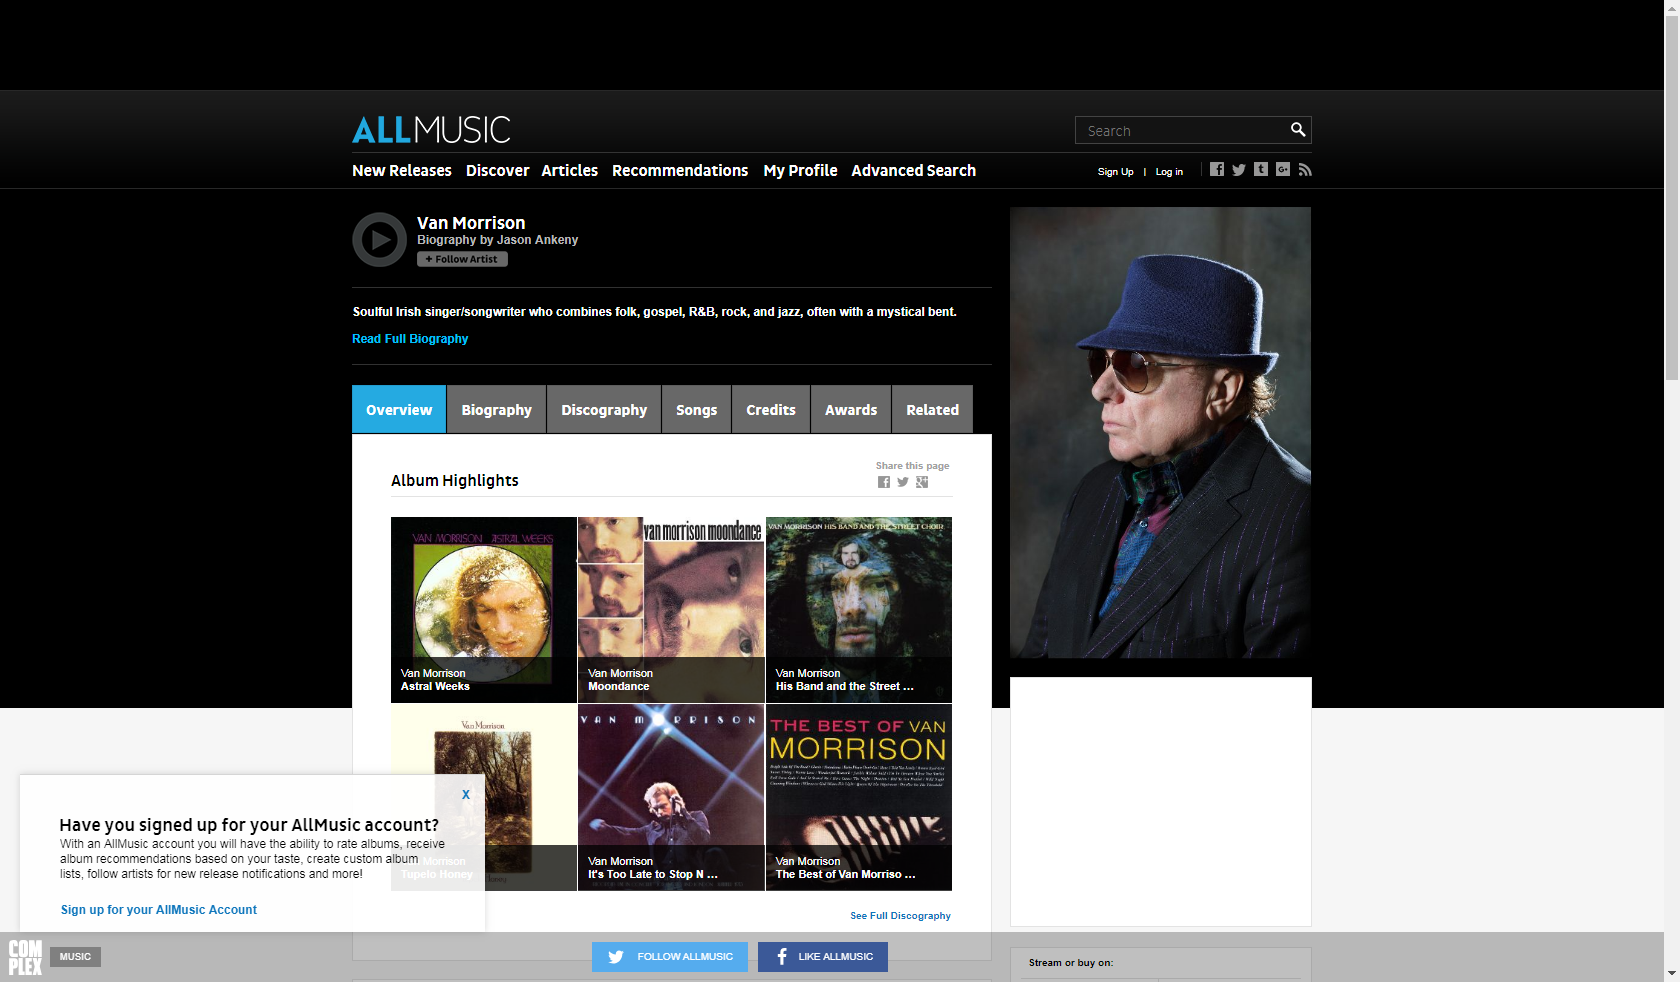 ALLMUSIC
Search
New Releases Discover Articles Recommendations My Profile Advanced Search
Sign Up | Log in
Van Morrison
Biography by Jason Ankeny
+ Follow Artist
Soulful Irish singer/songwriter who combines folk, gospel, R&B, rock, and jazz, often with a mystical bent.
Read Full Biography
Overview Biography Discography Songs Credits Awards Related
Album Highlights
Share this page
VAN MORRISON ASTRAL WEEKS
van morrison moondance
VAN MORRISON HIS BAND AND THE STREET CHOIR
Van Morrison
Astral Weeks
Van Morrison
Moondance
Van Morrison
His Band and the Street ...
Van Morrison
VAN MORRISON
THE BEST OF VAN
MORRISON
Van Morrison
Tupelo Honey
Van Morrison
It's Too Late to Stop N ...
Van Morrison
The Best of Van Morriso ...
See Full Discography
X
Have you signed up for your AllMusic account?
With an AllMusic account you will have the ability to rate albums, receive
album recommendations based on your taste, create custom album
lists, follow artists for new release notifications and more!
Sign up for your AllMusic Account
COM
PLEX
MUSIC
FOLLOW ALLMUSIC
LIKE ALLMUSIC
Stream or buy on: